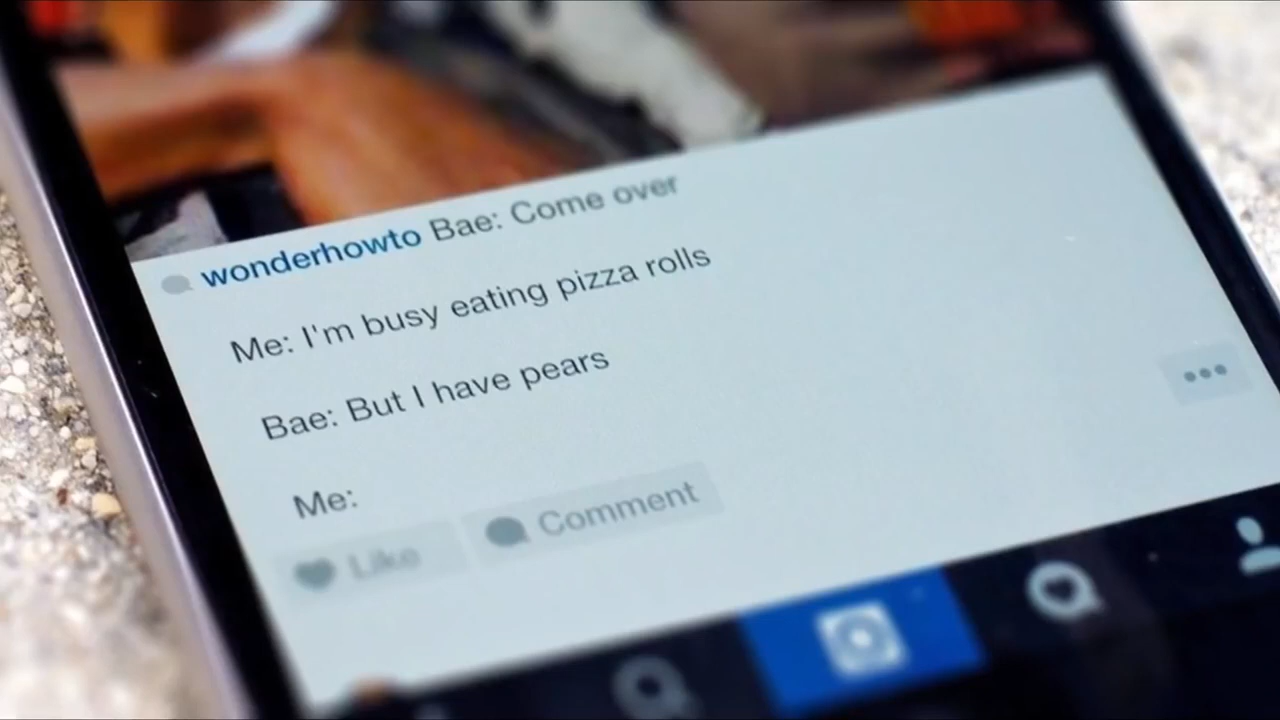 wonderhowto Bae: Come over
Me: I'm busy eating pizza rolls
Bae: But I have pears
Me:
Like Comment